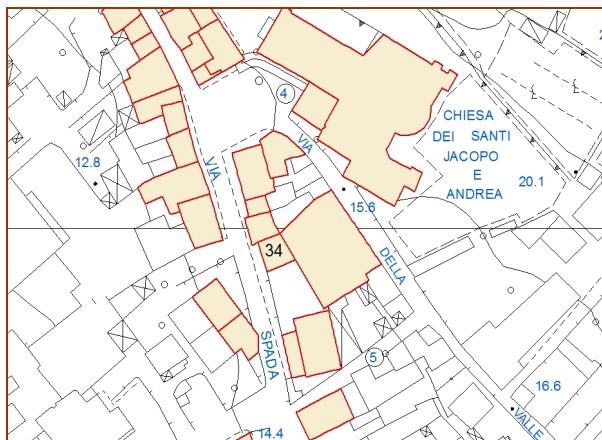 4
CHIESA
DEI SANTI
JACOPO
E
ANDREA
12.8
VIA
VIA
15.6
20.1
34
DELLA
SPADA
5
16.6
14.4
VALLE